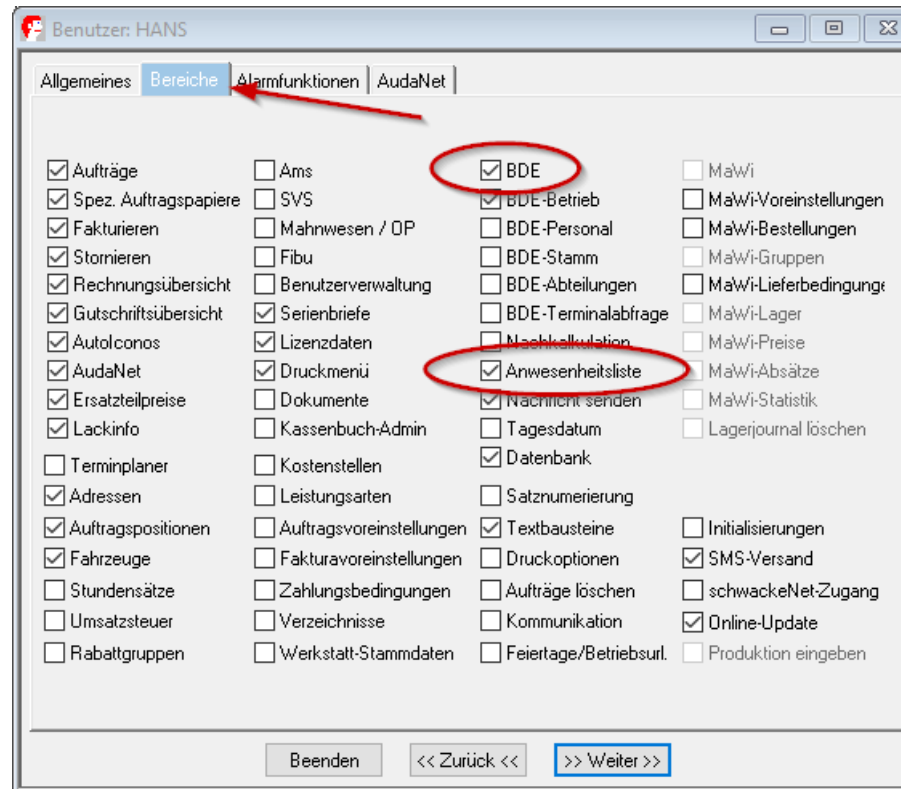 Benutzer: HANS
Allgemeines Bereiche Alarmfunktionen AudaNet
Aufträge Ams BDE MaWi
Spez. Auftragspapiere SVS BDE-Betrieb MaWi-Voreinstellungen
Fakturieren Mahnwesen / OP BDE-Personal MaWi-Bestellungen
Stornieren Fibu BDE-Stamm MaWi-Gruppen
Rechnungsübersicht Benutzerverwaltung BDE-Abteilungen MaWi-Lieferbedingunge
Gutschriftsübersicht Serienbriefe BDE-Terminalabfrage MaWi-Lager
AutoIconos Lizenzdaten Nachkalkulation MaWi-Preise
AudaNet Druckmenü Anwesenheitsliste MaWi-Absätze
Ersatzteilpreise Dokumente Nachricht senden MaWi-Statistik
Lackinfo Kassenbuch-Admin Tagesdatum Lagerjournal löschen
Terminplaner Kostenstellen Datenbank
Adressen Leistungsarten Satznumerierung
Auftragspositionen Auftragsvoreinstellungen Textbausteine Initialisierungen
Fahrzeuge Fakturavoreinstellungen Druckoptionen SMS-Versand
Stundensätze Zahlungsbedingungen Aufträge löschen schwackeNet-Zugang
Umsatzsteuer Verzeichnisse Kommunikation Online-Update
Rabattgruppen Werkstatt-Stammdaten Feiertage/Betriebsurl. Produktion eingeben
Beenden << Zurück << >> Weiter >>